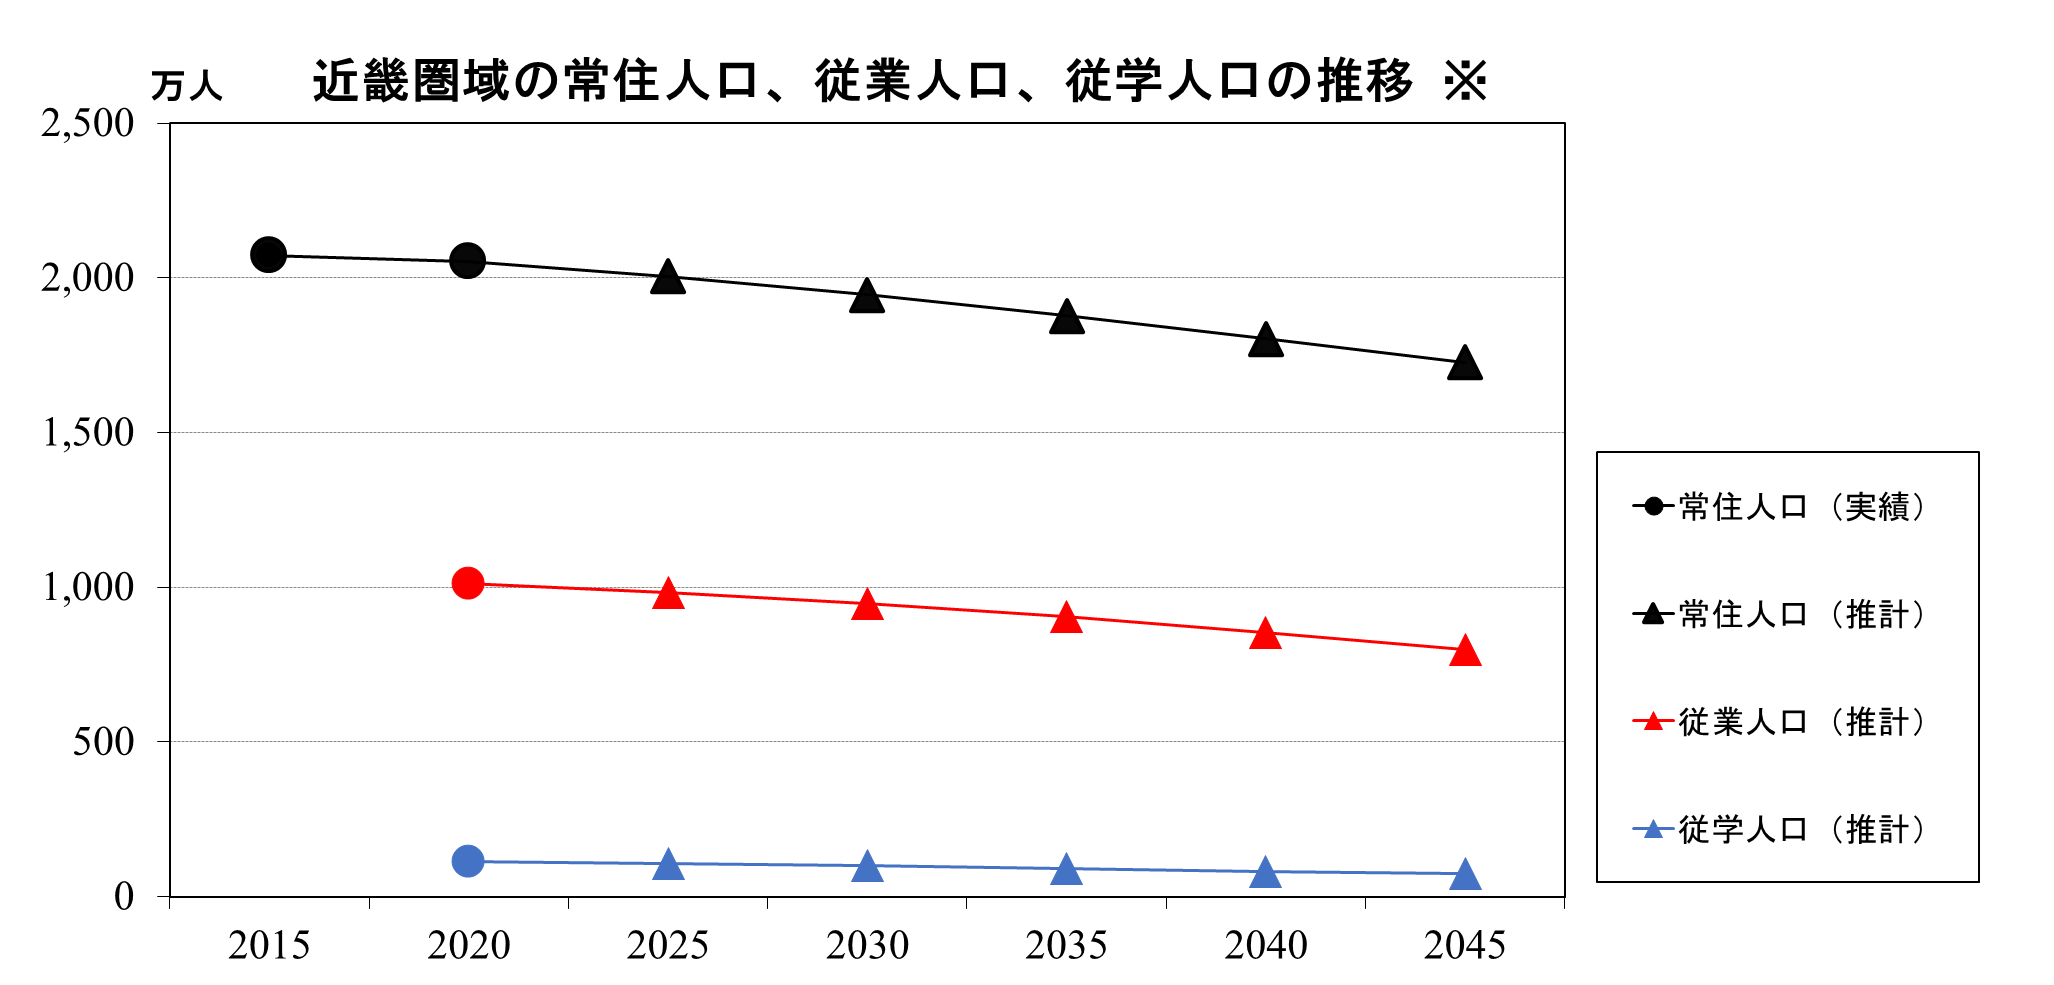 万人
近畿圏域の常住人口、従業人口、従学人口の推移 ※
2,500
2,000
1,500
1,000
500
0
2015 2020 2025 2030 2035 2040 2045
常住人口（実績）
常住人口（推計）
従業人口（推計）
従学人口（推計）